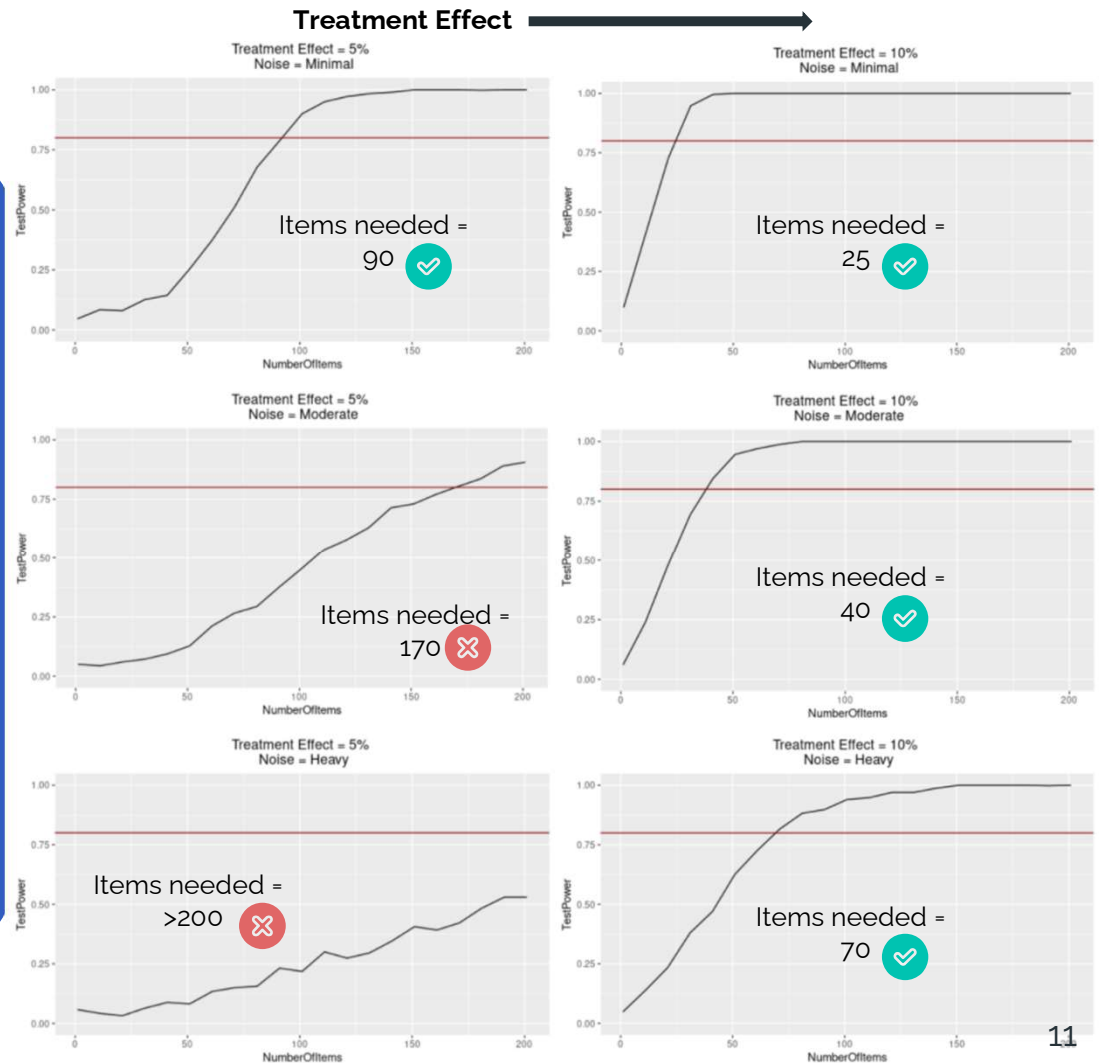 Treatment Effect
Treatment Effect = 5%
Noise = Minimal
1.00
0.75
0.50
0.25
0.00
TestPower
Items needed =
90
0
50
100
150
200
NumberOfItems
Treatment Effect = 10%
Noise = Minimal
1.00
0.75
0.50
0.25
0.00
TestPower
Items needed =
25
0
50
100
150
200
NumberOfItems
Treatment Effect = 5%
Noise = Moderate
1.00
0.75
0.50
0.25
0.00
TestPower
Items needed =
170
0
50
100
150
200
NumberOfItems
Treatment Effect = 10%
Noise = Moderate
1.00
0.75
0.50
0.25
0.00
TestPower
Items needed =
40
0
50
100
150
200
NumberOfItems
Treatment Effect = 5%
Noise = Heavy
1.00
0.75
0.50
0.25
0.00
TestPower
Items needed =
>200
0
50
100
150
200
NumberOfItems
Treatment Effect = 10%
Noise = Heavy
1.00
0.75
0.50
0.25
0.00
TestPower
Items needed =
70
0
50
100
150
200
NumberOfItems
11